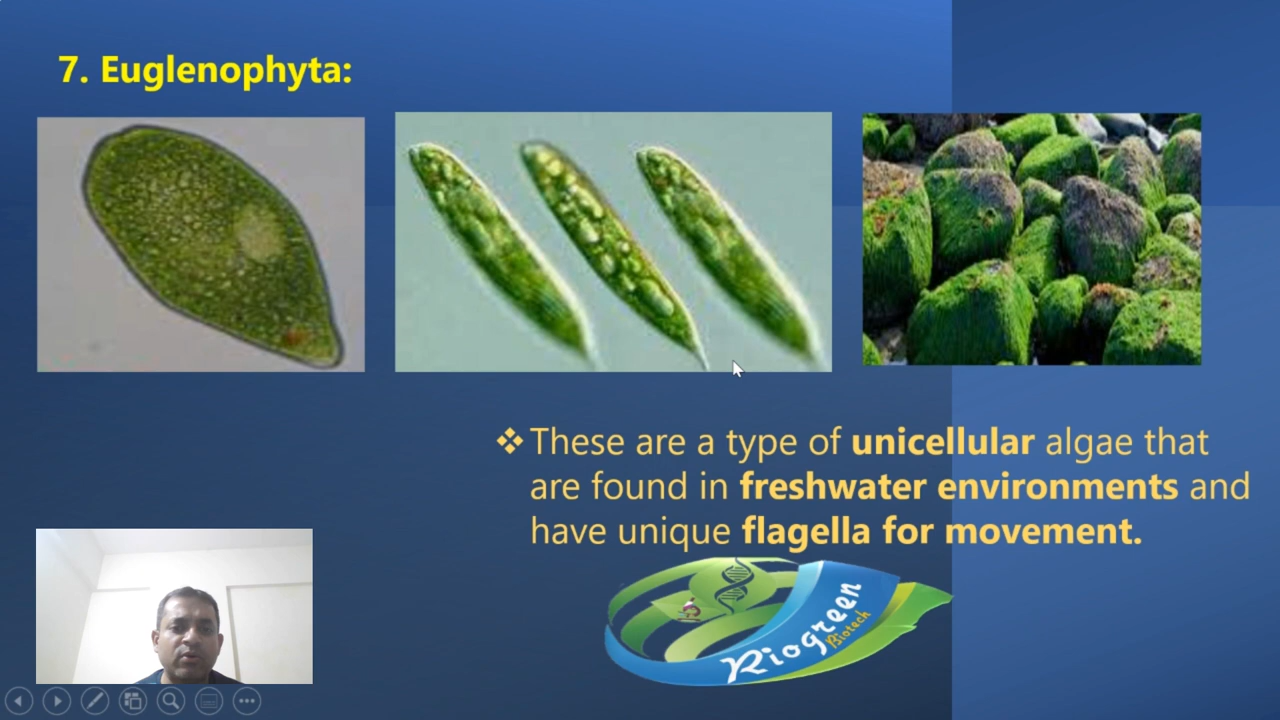 7. Euglenophyta:
❖ These are a type of unicellular algae that
are found in freshwater environments and
have unique flagella for movement.
Riogreen
Biotech